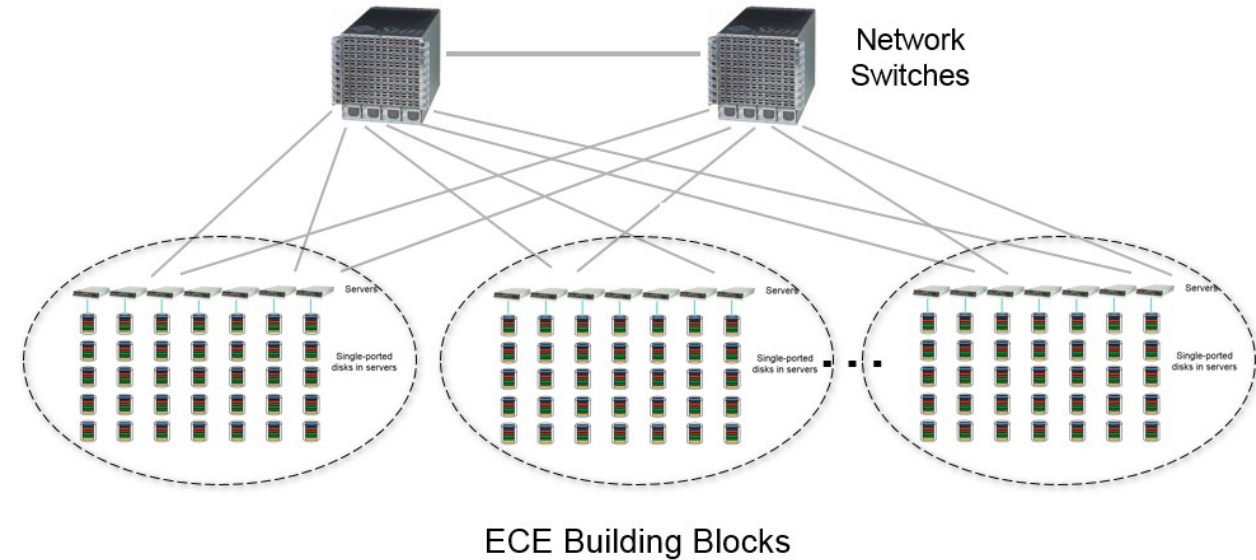 Network
Switches
Servers
Single-ported
disks in servers
Servers
Single-ported
disks in servers
. . .
Servers
Single-ported
disks in servers
ECE Building Blocks